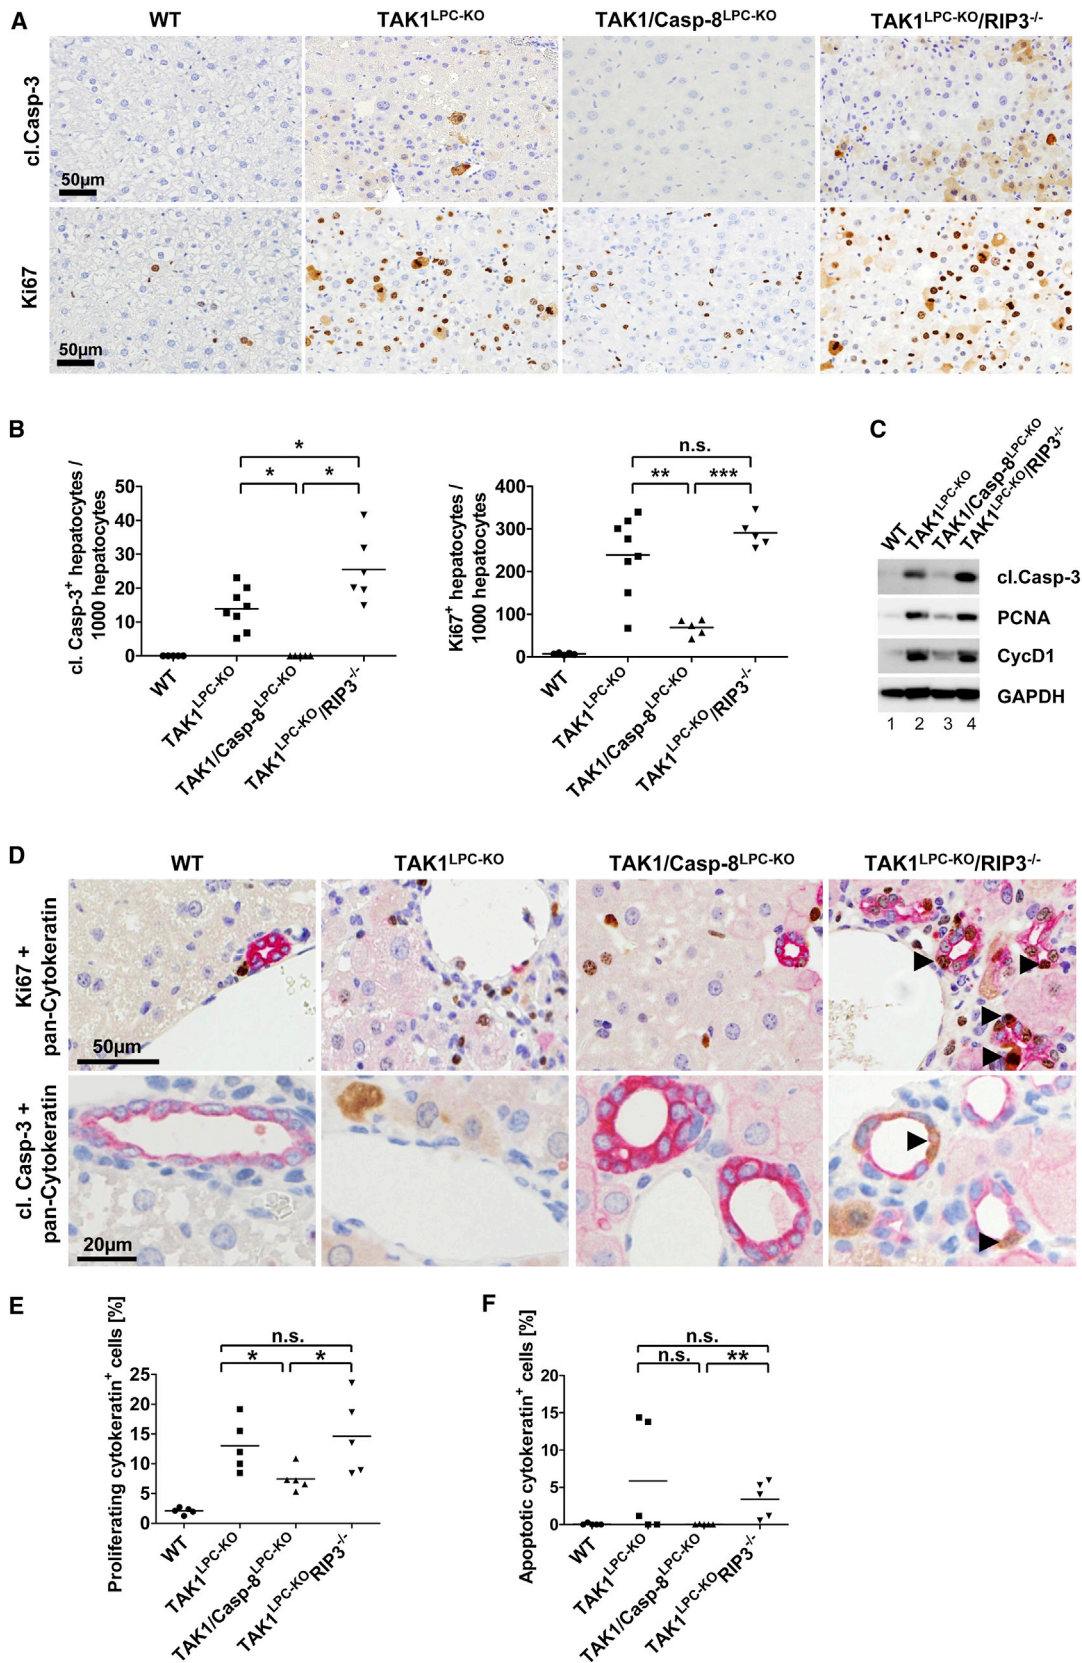 A
WT
TAK1LPC-KO
TAK1/Casp-8LPC-KO
TAK1LPC-KO/RIP3-/-
cl.Casp-3
50µm
Ki67
50µm
B
cl. Casp-3+ hepatocytes /
1000 hepatocytes
*
*
*
50
40
30
20
10
0
WT
TAK1LPC-KO
TAK1/Casp-8LPC-KO
TAK1LPC-KO/RIP3-/-
Ki67+ hepatocytes /
1000 hepatocytes
n.s.
**
***
400
300
200
100
0
WT
TAK1LPC-KO
TAK1/Casp-8LPC-KO
TAK1LPC-KO/RIP3-/-
C
WT
TAK1LPC-KO
TAK1/Casp-8LPC-KO
TAK1LPC-KO/RIP3-/-
cl.Casp-3
PCNA
CycD1
GAPDH
1 2 3 4
D
WT
TAK1LPC-KO
TAK1/Casp-8LPC-KO
TAK1LPC-KO/RIP3-/-
Ki67 +
pan-Cytokeratin
50µm
cl. Casp-3 +
pan-Cytokeratin
20µm
E
Proliferating cytokeratin+ cells [%]
n.s.
*
*
25
20
15
10
5
0
WT
TAK1LPC-KO
TAK1/Casp-8LPC-KO
TAK1LPC-KORIP3-/-
F
Apoptotic cytokeratin+ cells [%]
n.s.
n.s.
**
20
15
10
5
0
WT
TAK1LPC-KO
TAK1/Casp-8LPC-KO
TAK1LPC-KORIP3-/-